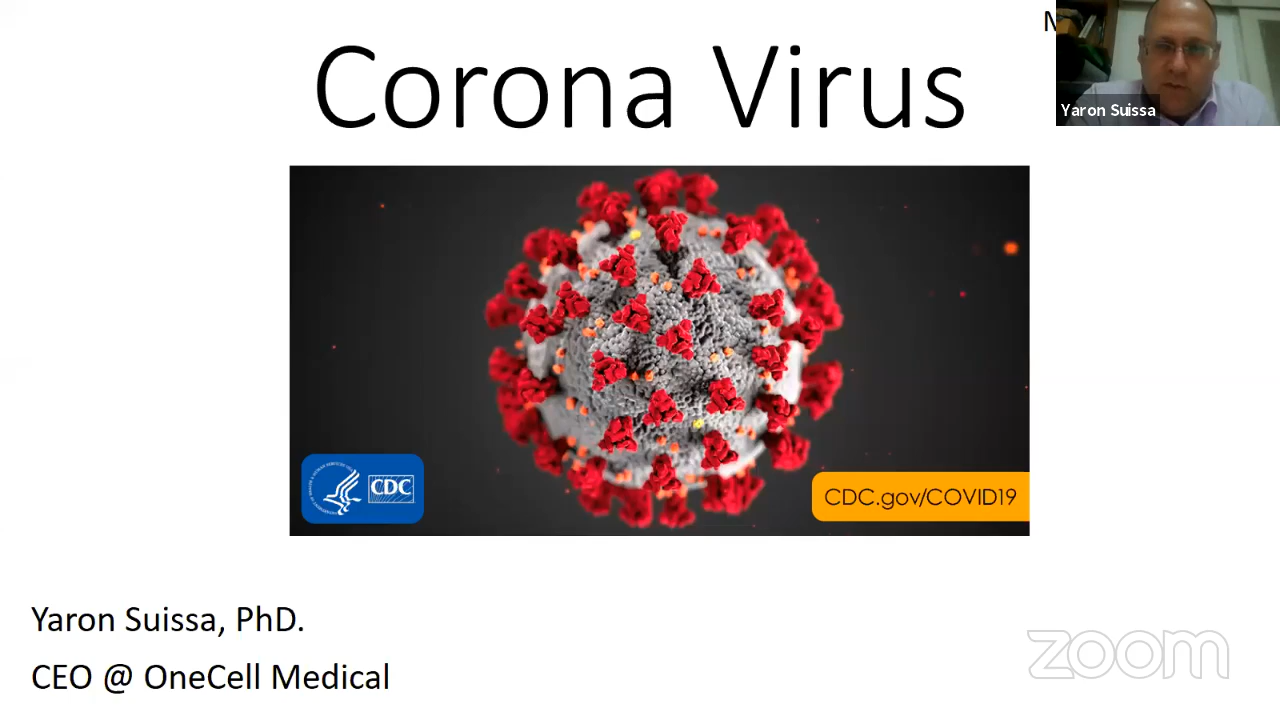 Corona Virus
Yaron Suissa
CDC
CDC.gov/COVID19
Yaron Suissa, PhD.
CEO @ OneCell Medical
zoom